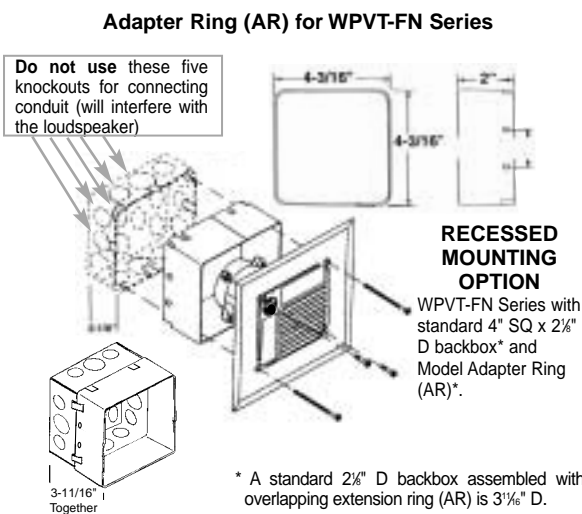 Adapter Ring (AR) for WPVT-FN Series
Do not use these five
knockouts for connecting
conduit (will interfere with
the loudspeaker)
4-3/16"
2"
4-3/16"
RECESSED
MOUNTING
OPTION
WPVT-FN Series with
standard 4" SQ x 2⅛"
D backbox* and
Model Adapter Ring
(AR)*.
3-11/16"
Together
* A standard 2⅛" D backbox assembled with
overlapping extension ring (AR) is 3¹¹⁄₁₆" D.